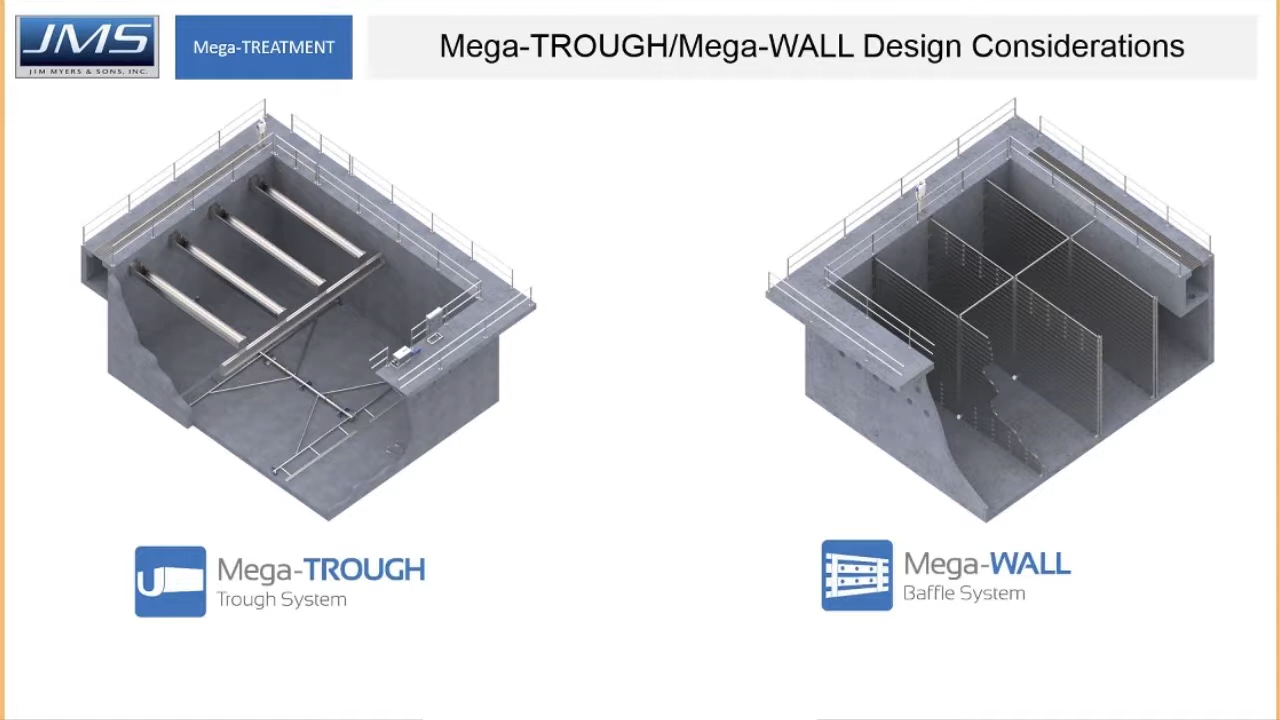 JMS
JIM MYERS & SONS, INC.
Mega-TREATMENT
Mega-TROUGH/Mega-WALL Design Considerations
Mega-TROUGH
Trough System
Mega-WALL
Baffle System